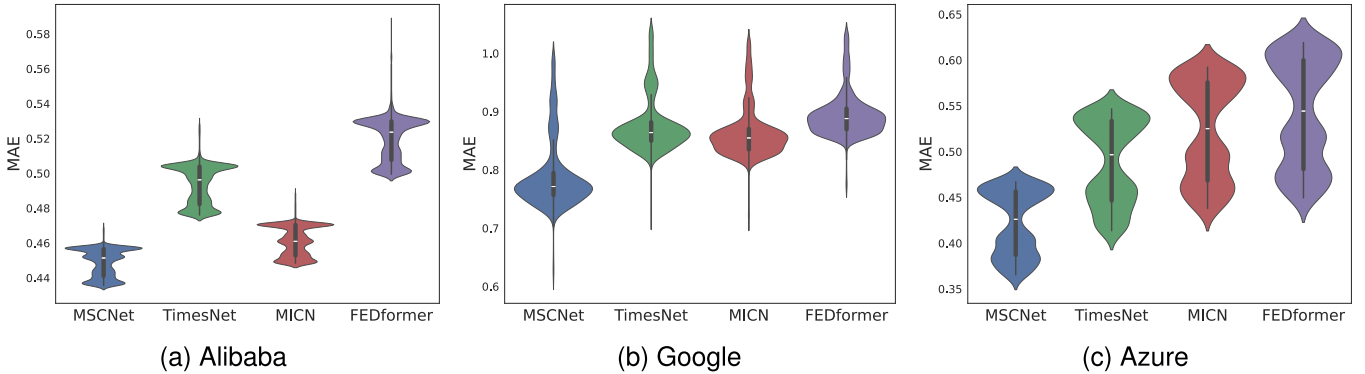 MAE
0.58
0.56
0.54
0.52
0.50
0.48
0.46
0.44
MSCNet TimesNet MICN FEDformer
(a) Alibaba
MAE
1.0
0.9
0.8
0.7
0.6
MSCNet TimesNet MICN FEDformer
(b) Google
MAE
0.65
0.60
0.55
0.50
0.45
0.40
0.35
MSCNet TimesNet MICN FEDformer
(c) Azure